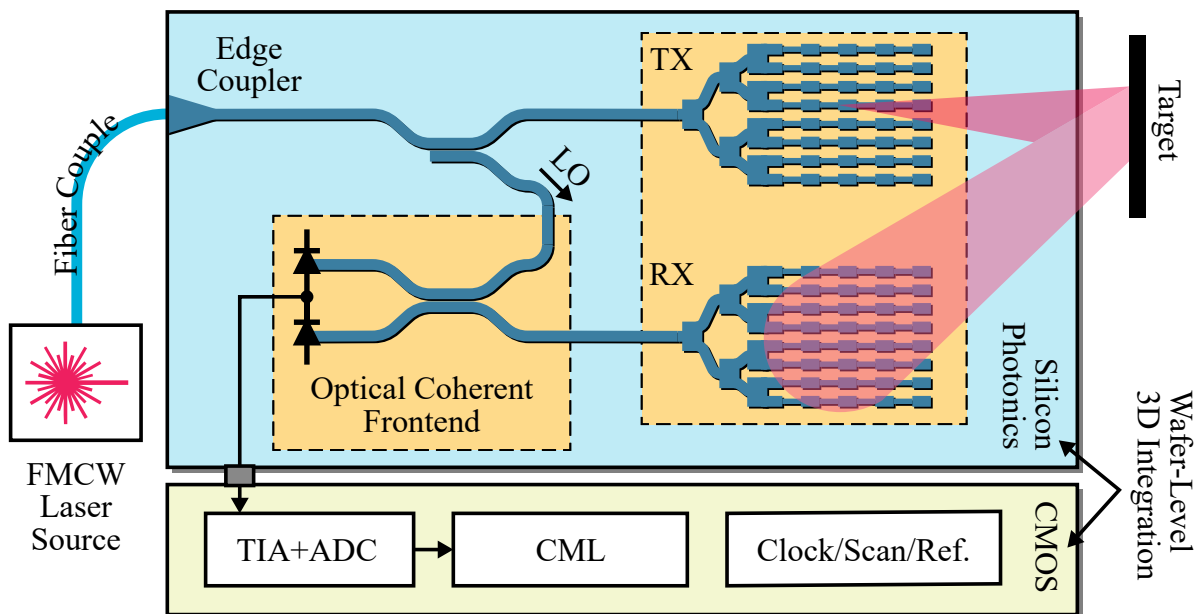 Edge
Coupler
TX
Target
Fiber Couple
LO
RX
Optical Coherent
Frontend
Silicon
Photonics
FMCW
Laser
Source
Wafer-Level
3D Integration
TIA+ADC
CML
Clock/Scan/Ref.
CMOS